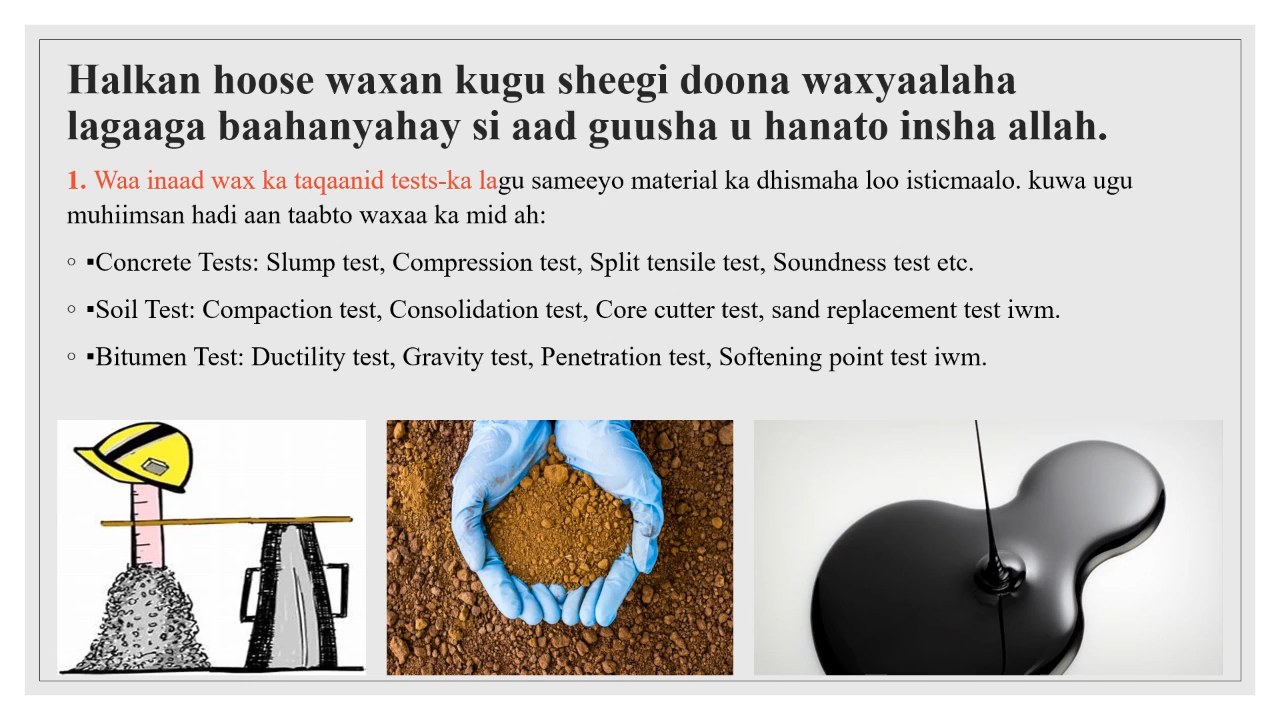 Halkan hoose waxan kugu sheegi doona waxyaalaha
lagaaga baahanyahay si aad guusha u hanato insha allah.
1. Waa inaad wax ka taqaanid tests-ka lagu sameeyo material ka dhismaha loo isticmaalo. kuwa ugu
muhiimsan hadi aan taabto waxaa ka mid ah:
◦ ▪Concrete Tests: Slump test, Compression test, Split tensile test, Soundness test etc.
◦ ▪Soil Test: Compaction test, Consolidation test, Core cutter test, sand replacement test iwm.
◦ ▪Bitumen Test: Ductility test, Gravity test, Penetration test, Softening point test iwm.